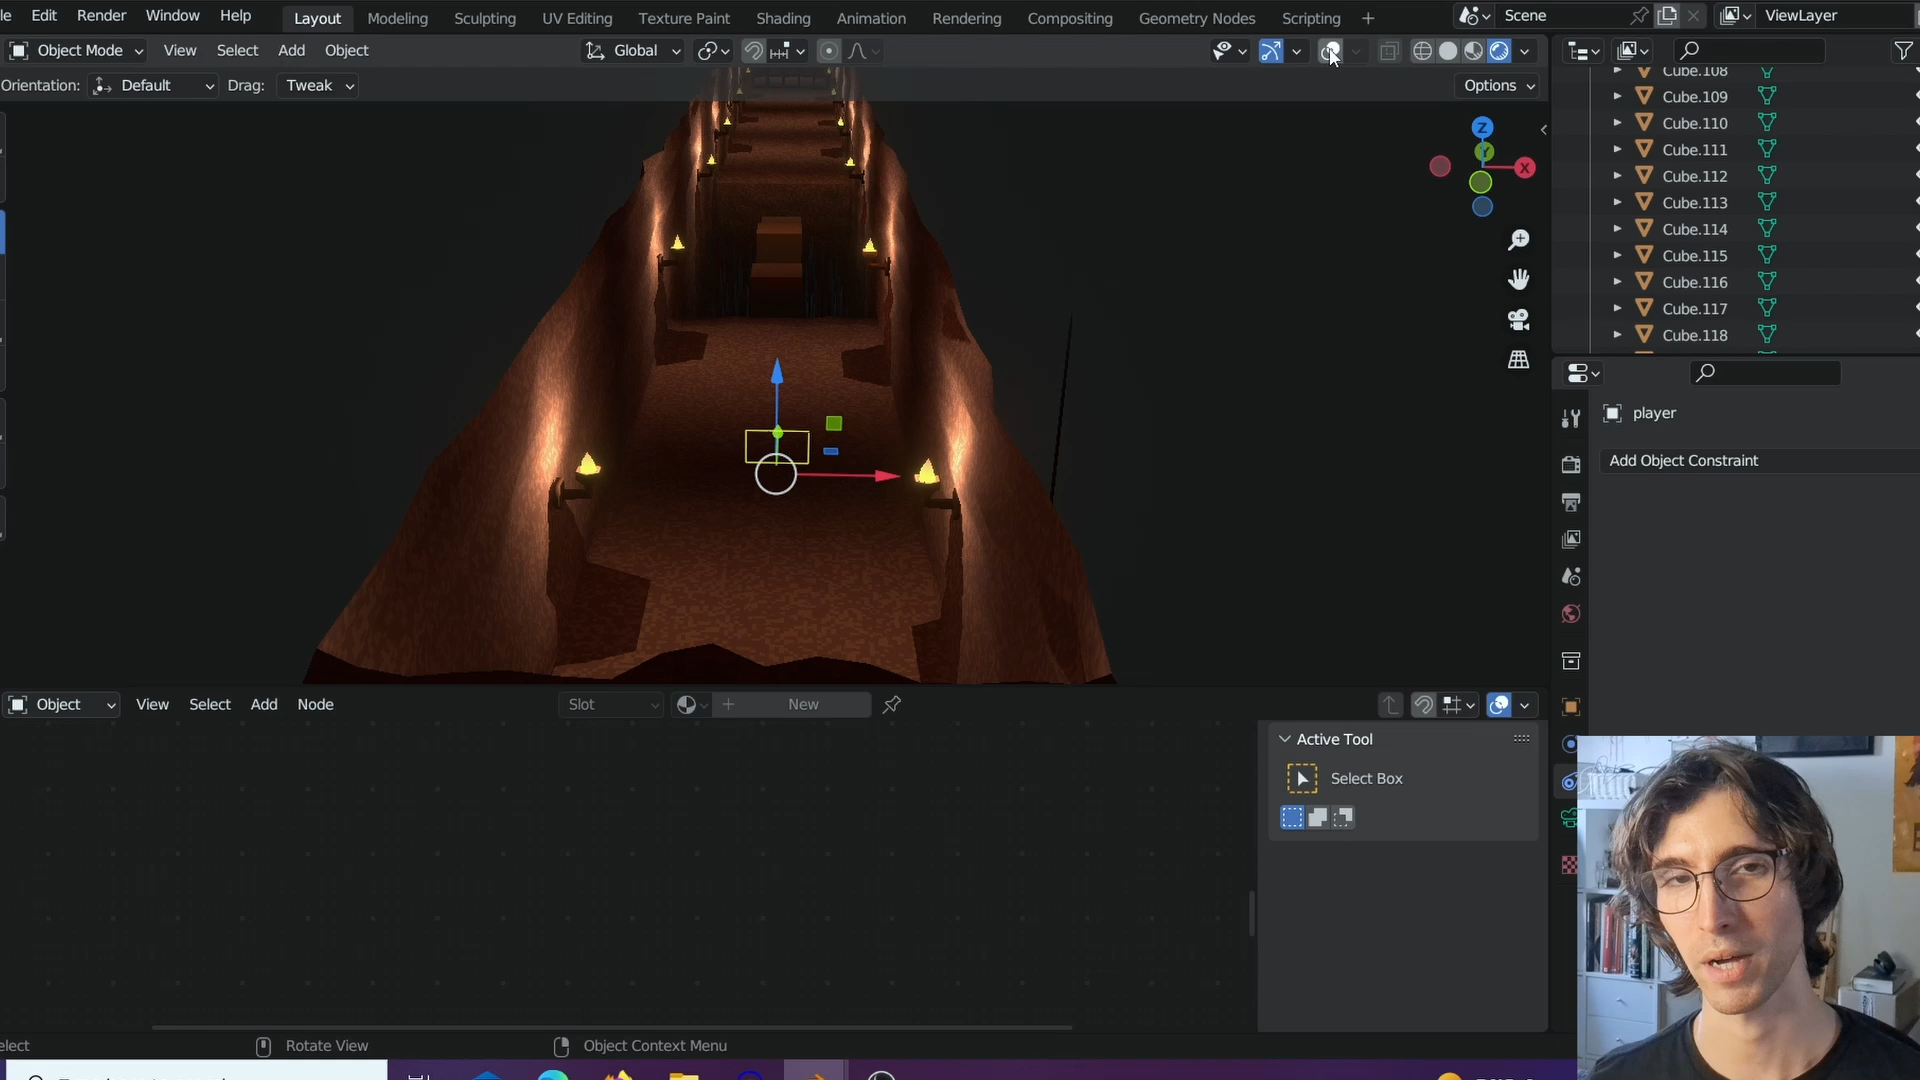 Edit Render Window Help Layout Modeling Sculpting UV Editing Texture Paint Shading Animation Rendering Compositing Geometry Nodes Scripting + Scene ViewLayer
Object Mode View Select Add Object Global
Orientation: Default Drag: Tweak Options
Z
Y
X
Cube.108
Cube.109
Cube.110
Cube.111
Cube.112
Cube.113
Cube.114
Cube.115
Cube.116
Cube.117
Cube.118
player
Add Object Constraint
Object View Select Add Node Slot New
Active Tool
Select Box
Rotate View Object Context Menu